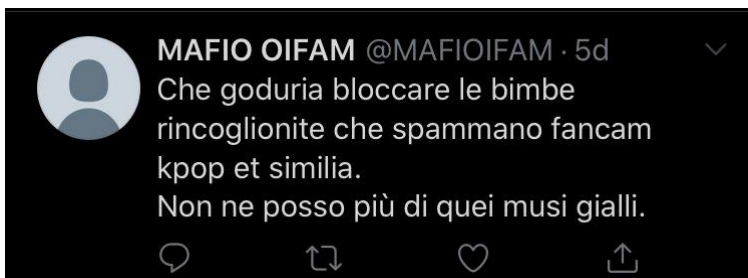 MAFIO OIFAM @MAFIOIFAM · 5d
Che goduria bloccare le bimbe
rincoglionite che spammano fancam
kpop et similia.
Non ne posso più di quei musi gialli.